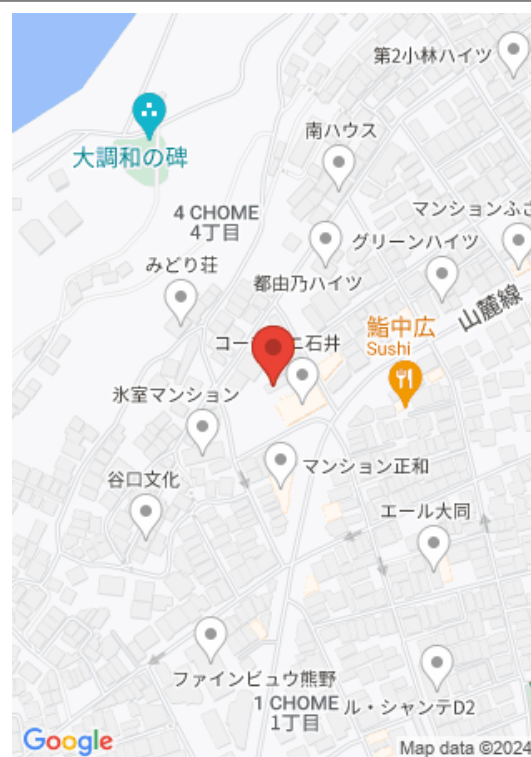 第2小林ハイツ
南ハウス
大調和の碑
4 CHOME
4丁目
マンションふさ
グリーンハイツ
みどり荘
都由乃ハイツ
山麓線
鮨中広
Sushi
コー
ニ石井
氷室マンション
マンション正和
谷口文化
エール大同
ファインビュウ熊野
1 CHOME
1丁目
ル・シャンテD2
Google
Map data ©2024